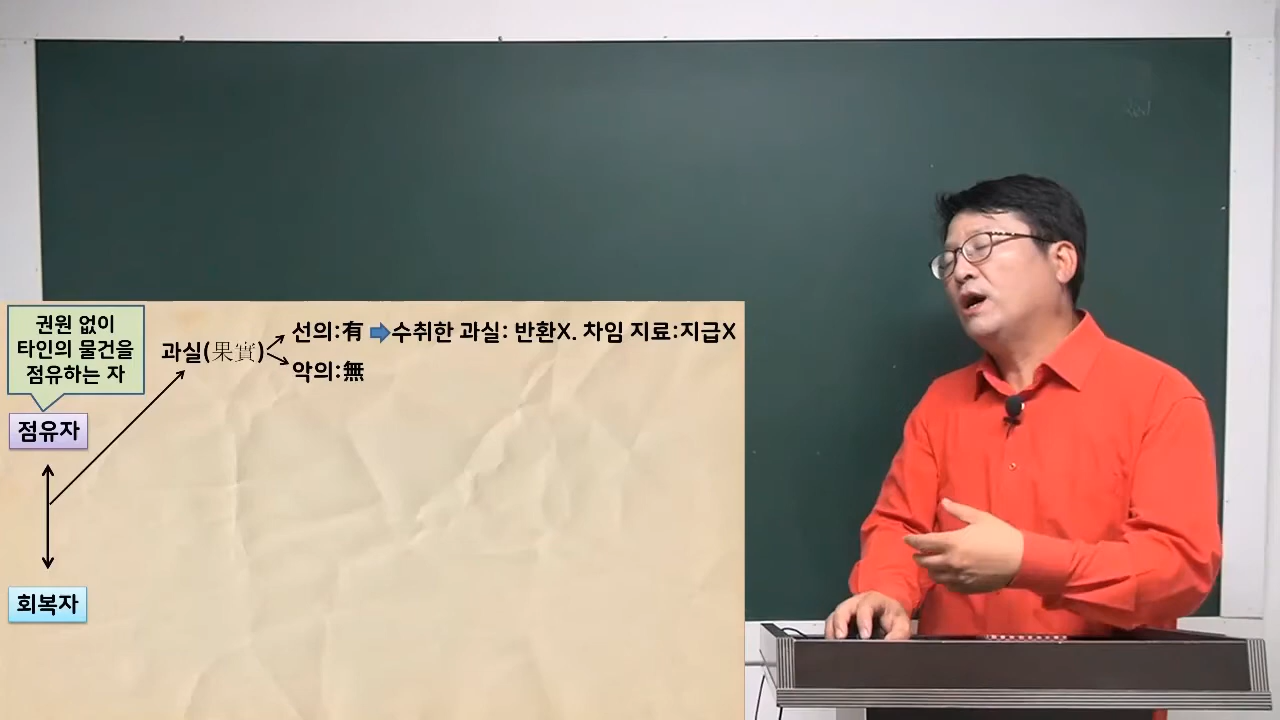 권원 없이
타인의 물건을
점유하는 자
과실(果實)
선의:有 수취한 과실: 반환X. 차임 지료:지급X
악의:無
점유자
회복자